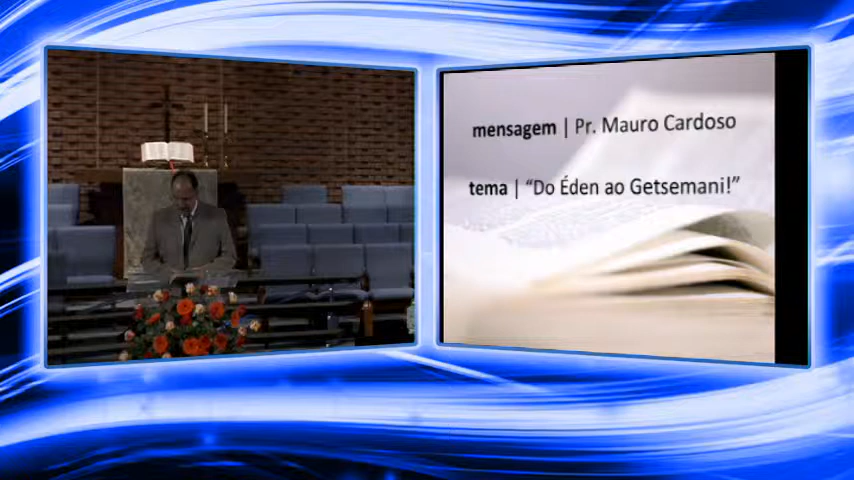 mensagem | Pr. Mauro Cardoso
tema | “Do Éden ao Getsemani!”